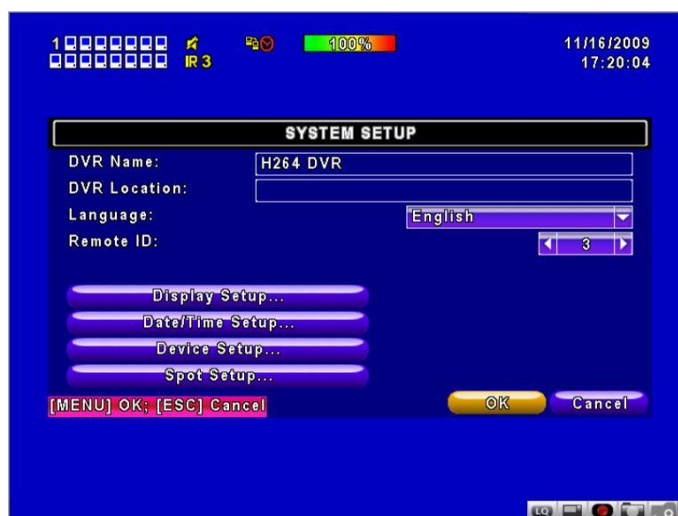 1 100% 11/16/2009
IR 3 17:20:04
SYSTEM SETUP
DVR Name: H264 DVR
DVR Location:
Language: English
Remote ID: 3
Display Setup...
Date/Time Setup...
Device Setup...
Spot Setup...
[MENU] OK; [ESC] Cancel OK Cancel
LQ